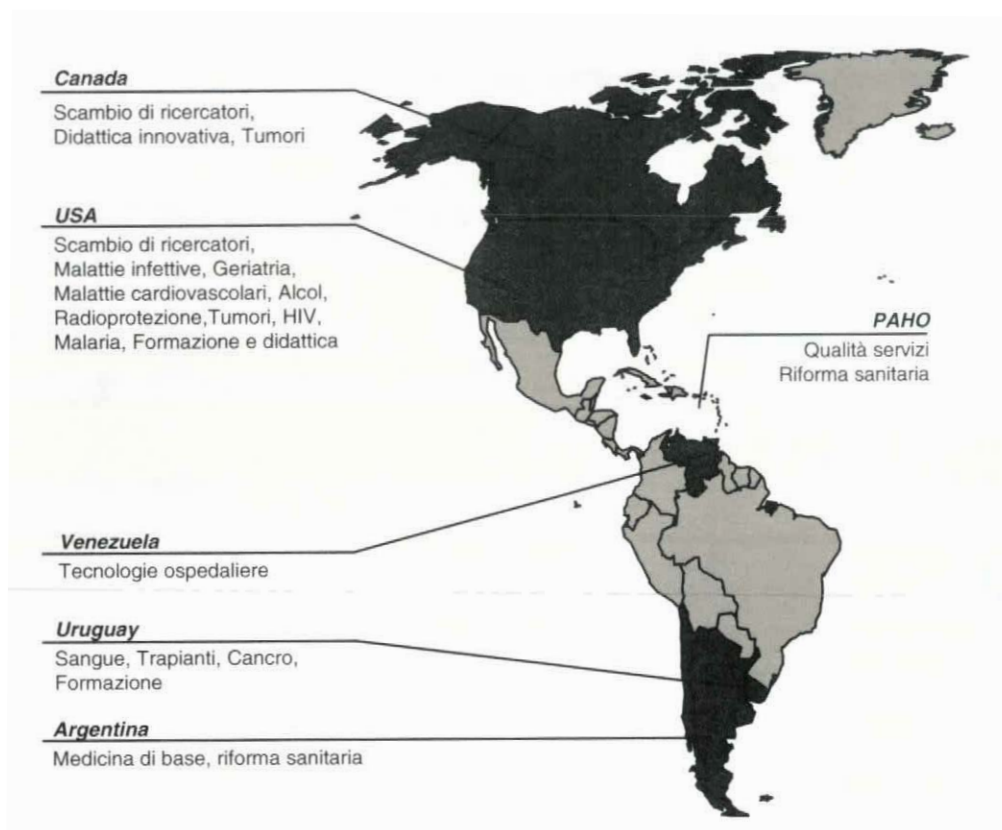 Canada
Scambio di ricercatori,
Didattica innovativa, Tumori
USA
Scambio di ricercatori,
Malattie infettive, Geriatria,
Malattie cardiovascolari, Alcol,
Radioprotezione,Tumori, HIV,
Malaria, Formazione e didattica
PAHO
Qualità servizi
Riforma sanitaria
Venezuela
Tecnologie ospedaliere
Uruguay
Sangue, Trapianti, Cancro,
Formazione
Argentina
Medicina di base, riforma sanitaria